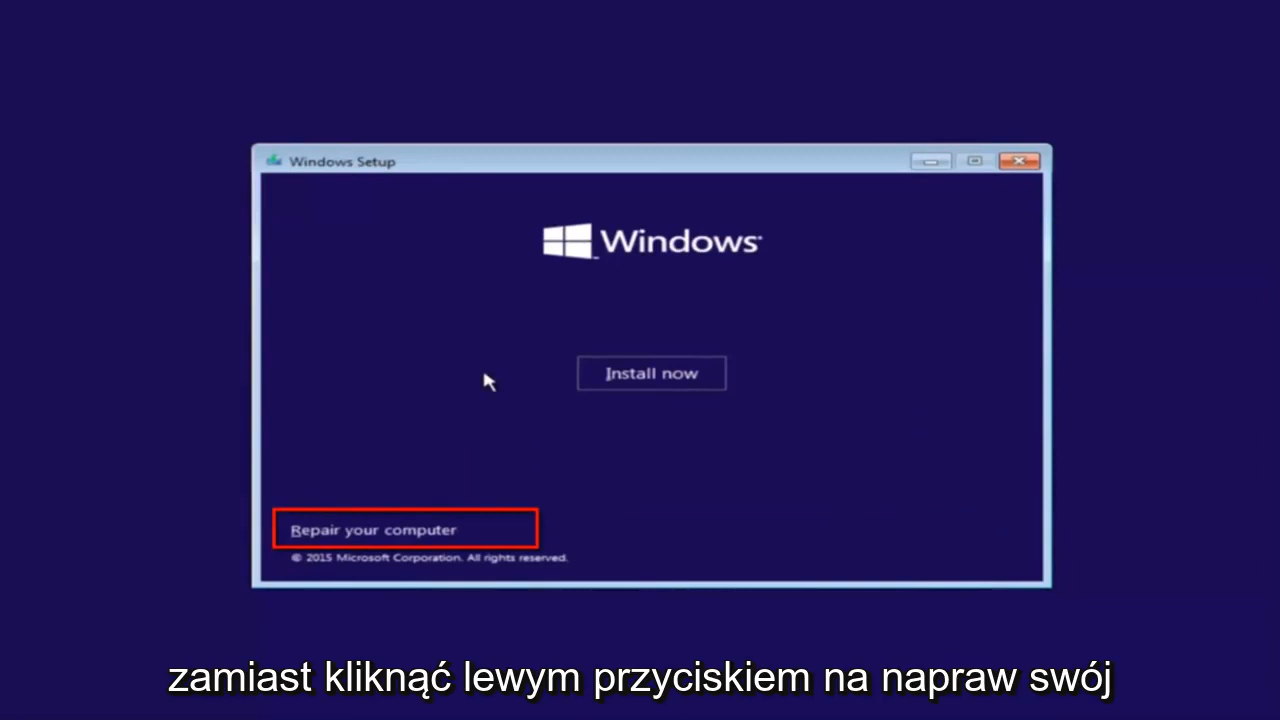 Windows Setup
Windows
Install now
Repair your computer
© 2015 Microsoft Corporation. All rights reserved.
zamiast kliknąć lewym przyciskiem na napraw swój